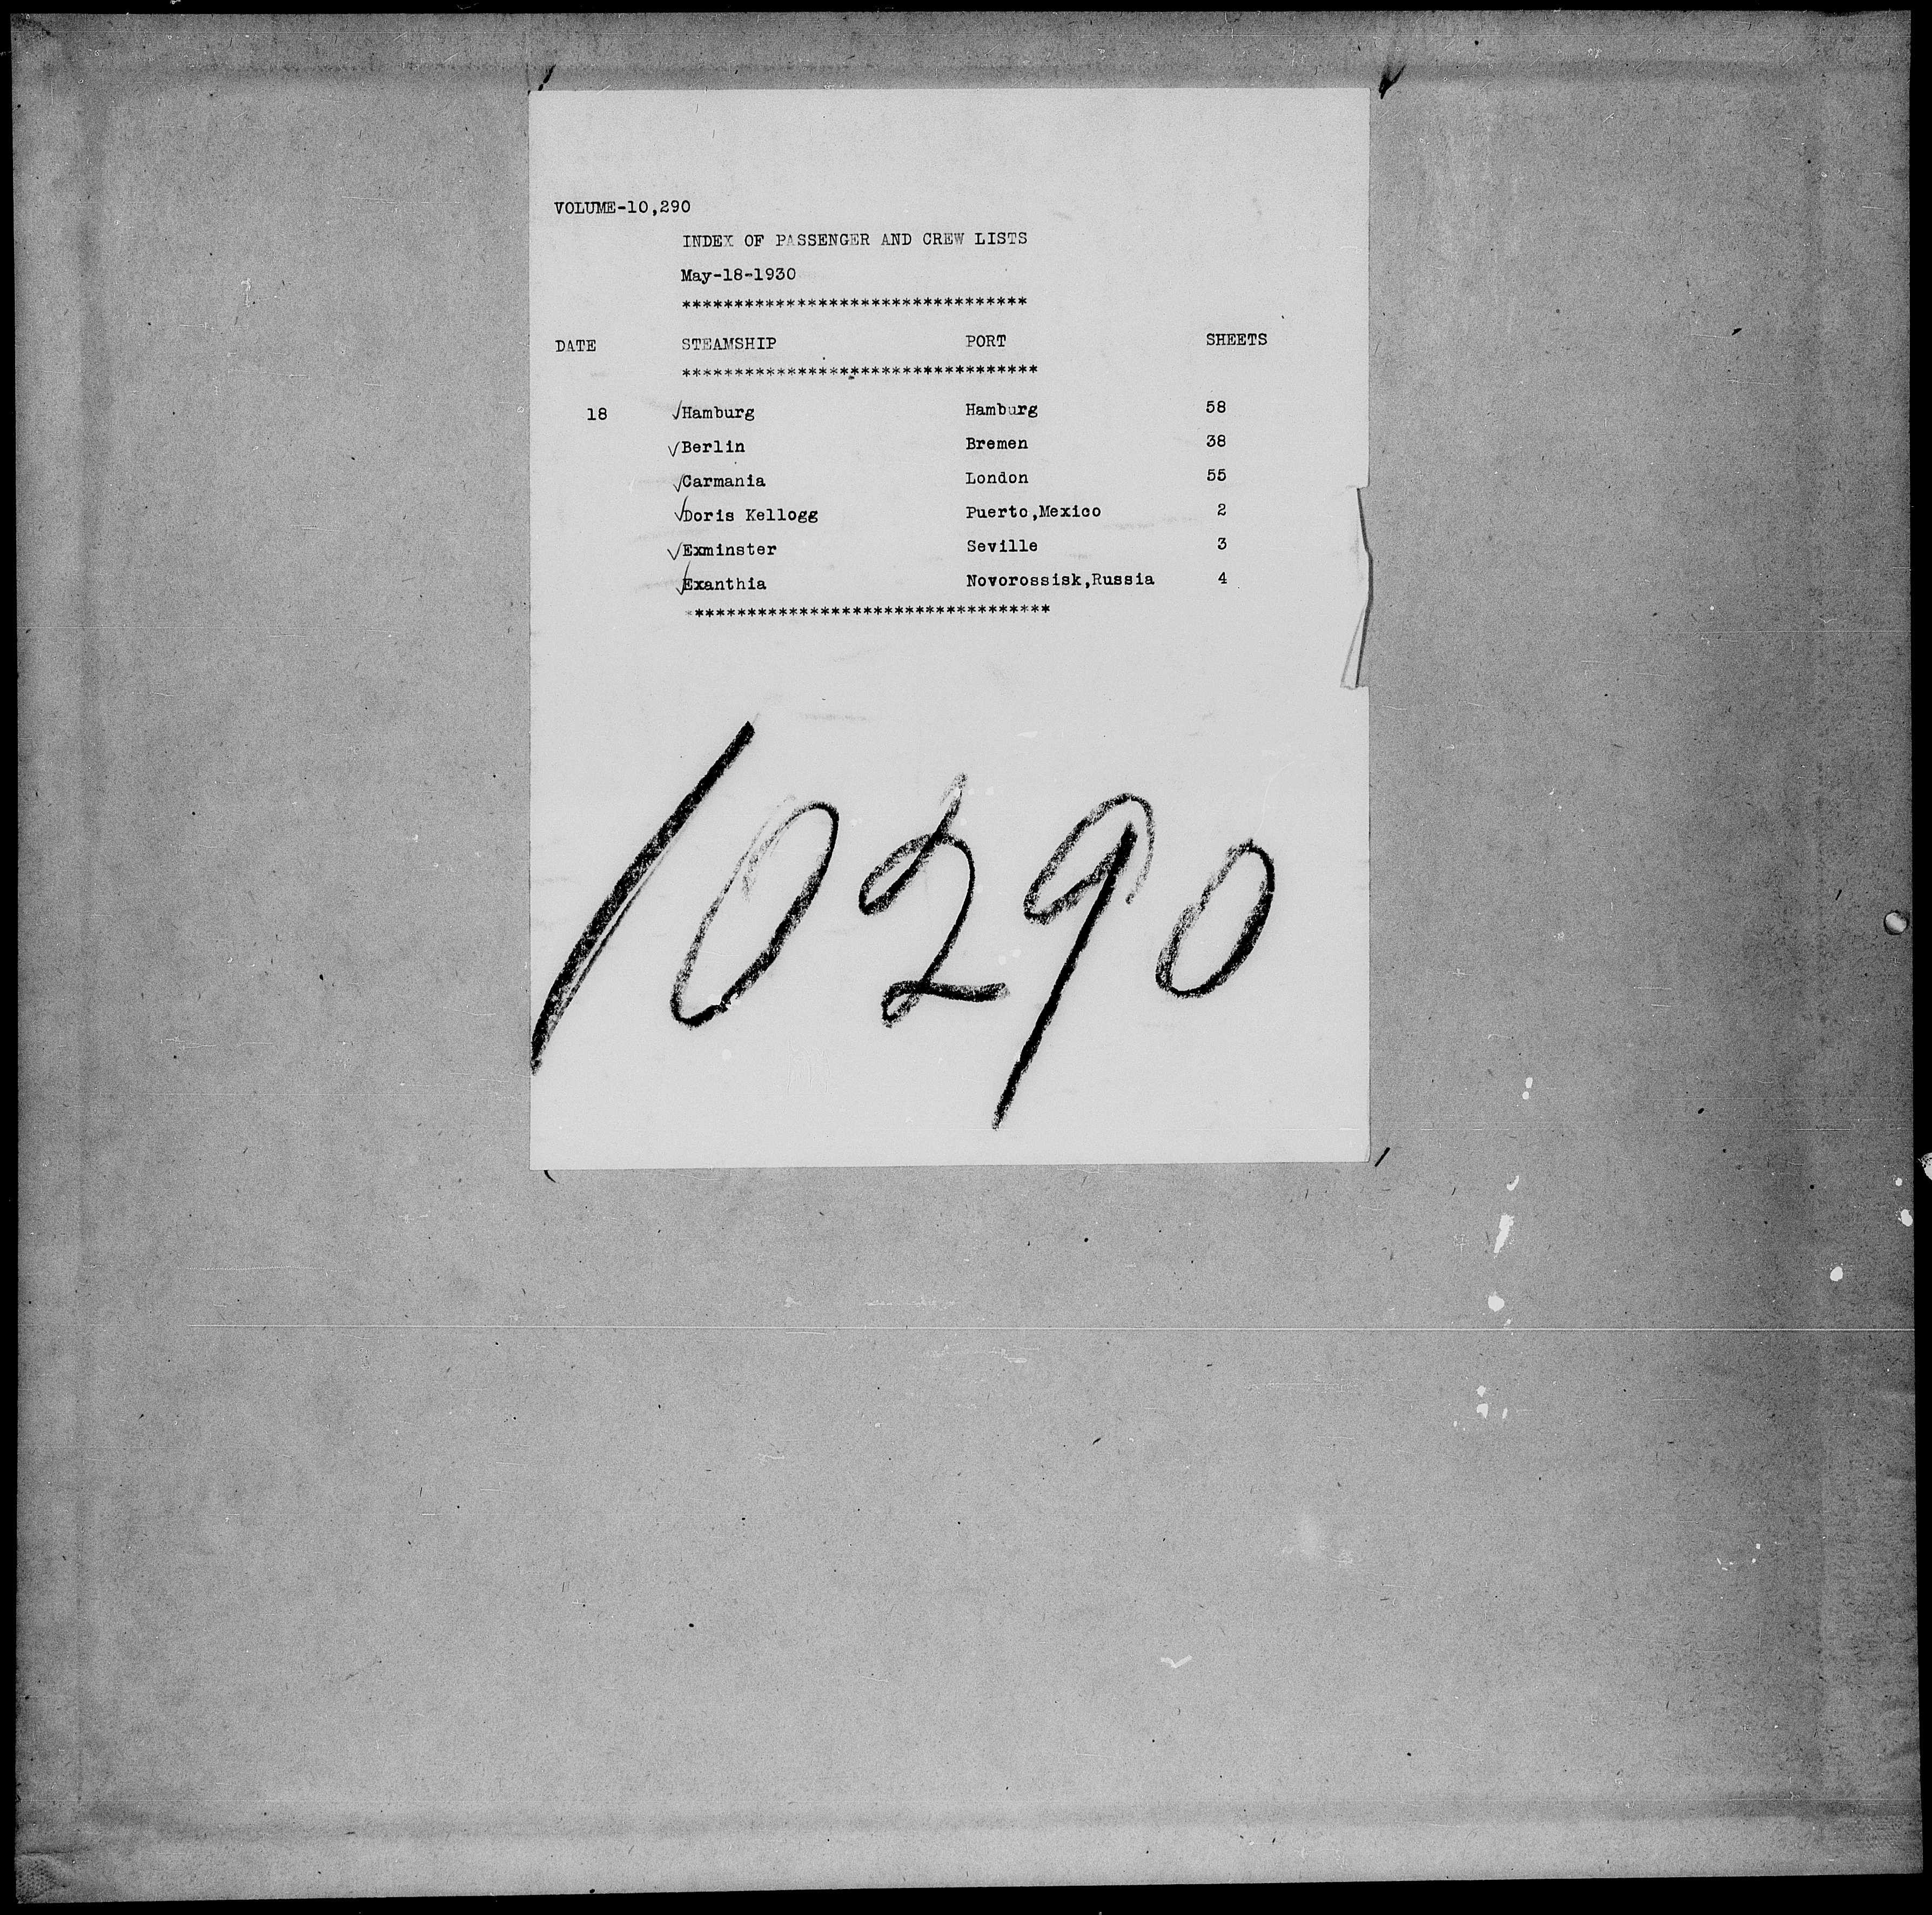 VOLUME-10,290
INDEX OF PASSENGER AND CREW LISTS
May-18-1930
*********************************
DATE STEAMSHIP PORT SHEETS
**********************************
18 ✓Hamburg Hamburg 58
✓Berlin Bremen 38
✓Carmania London 55
✓Doris Kellogg Puerto,Mexico 2
✓Exminster Seville 3
✓Exanthia Novorossisk,Russia 4
***********************************
10290